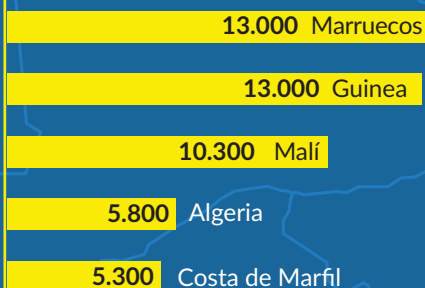 13.000 Marruecos
13.000 Guinea
10.300 Malí
5.800 Algeria
5.300 Costa de Marfil